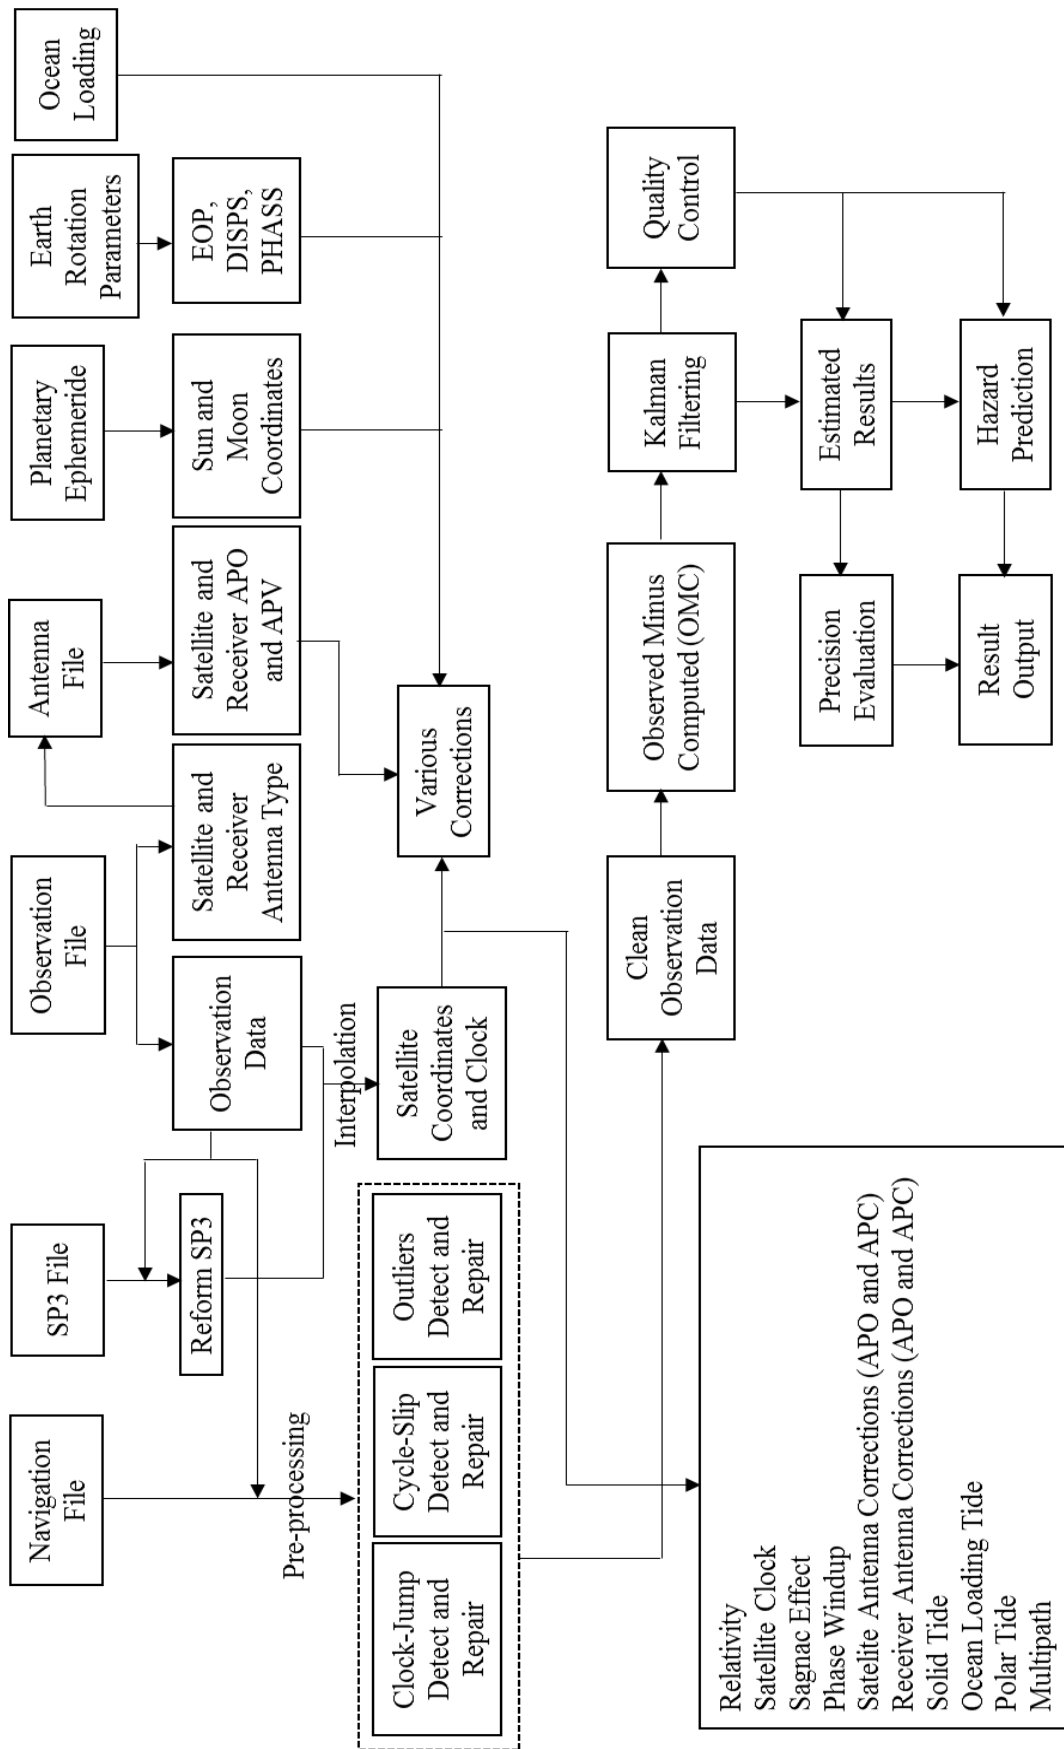 Navigation
File
SP3 File
Observation
File
Antenna
File
Planetary
Ephemeride
Earth
Rotation
Parameters
Ocean
Loading
Reform SP3
Observation
Data
Satellite and
Receiver
Antenna Type
Satellite and
Receiver APO
and APV
Sun and
Moon
Coordinates
EOP,
DISPS,
PHASS
Pre-processing
Interpolation
Clock-Jump
Detect and
Repair
Cycle-Slip
Detect and
Repair
Outliers
Detect and
Repair
Satellite
Coordinates
and Clock
Various
Corrections
Clean
Observation
Data
Observed Minus
Computed (OMC)
Kalman
Filtering
Quality
Control
Precision
Evaluation
Estimated
Results
Result
Output
Hazard
Prediction
Relativity
Satellite Clock
Sagnac Effect
Phase Windup
Satelite Antenna Corrections (APO and APC)
Receiver Antenna Corrections (APO and APC)
Solid Tide
Ocean Loading Tide
Polar Tide
Multipath